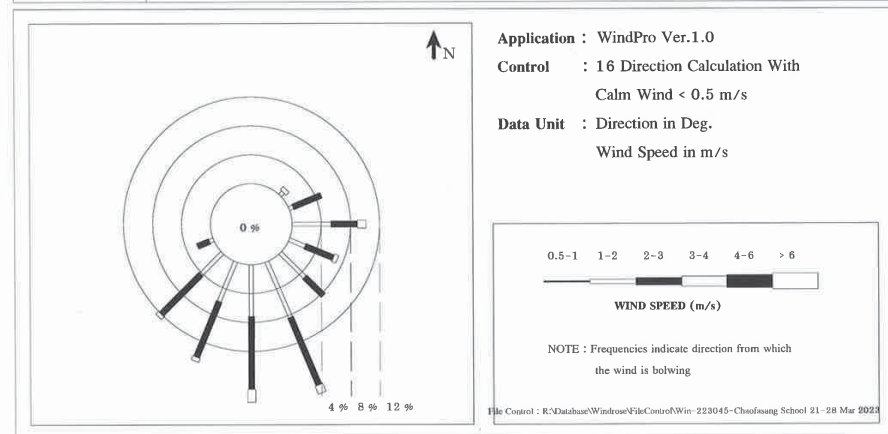 N
0 %
4 % 8 % 12 %
Application : WindPro Ver.1.0
Control : 16 Direction Calculation With
Calm Wind < 0.5 m/s
Data Unit : Direction in Deg.
Wind Speed in m/s
0.5-1 1-2 2-3 3-4 4-6 > 6
WIND SPEED (m/s)
NOTE : Frequencies indicate direction from which
the wind is bolwing
File Control : R:\Database\Windrose\FileControl\Win-223045-Chaofasang School 21-28 Mar 2023